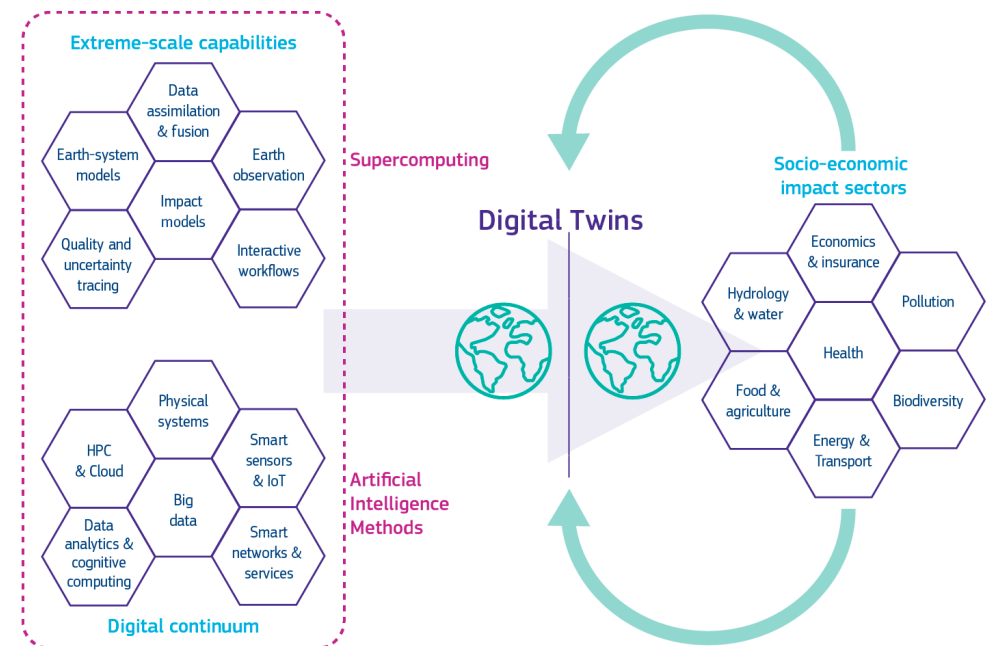 Extreme-scale capabilities
Data
assimilation
& fusion
Earth-system
models
Earth
observation
Impact
models
Quality and
uncertainty
tracing
Interactive
workflows
Supercomputing
Physical
systems
HPC
& Cloud
Smart
sensors
& IoT
Big
data
Data
analytics &
cognitive
computing
Smart
networks &
services
Digital continuum
Artificial
Intelligence
Methods
Digital Twins
Socio-economic
impact sectors
Economics
& insurance
Hydrology
& water
Pollution
Health
Food &
agriculture
Biodiversity
Energy &
Transport